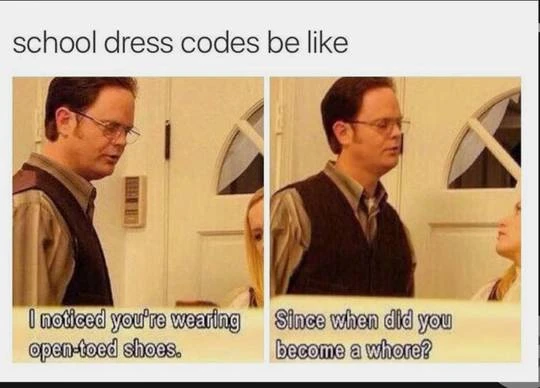 school dress codes be like
I noticed you're wearing
open-toed shoes.
Since when did you
become a whore?